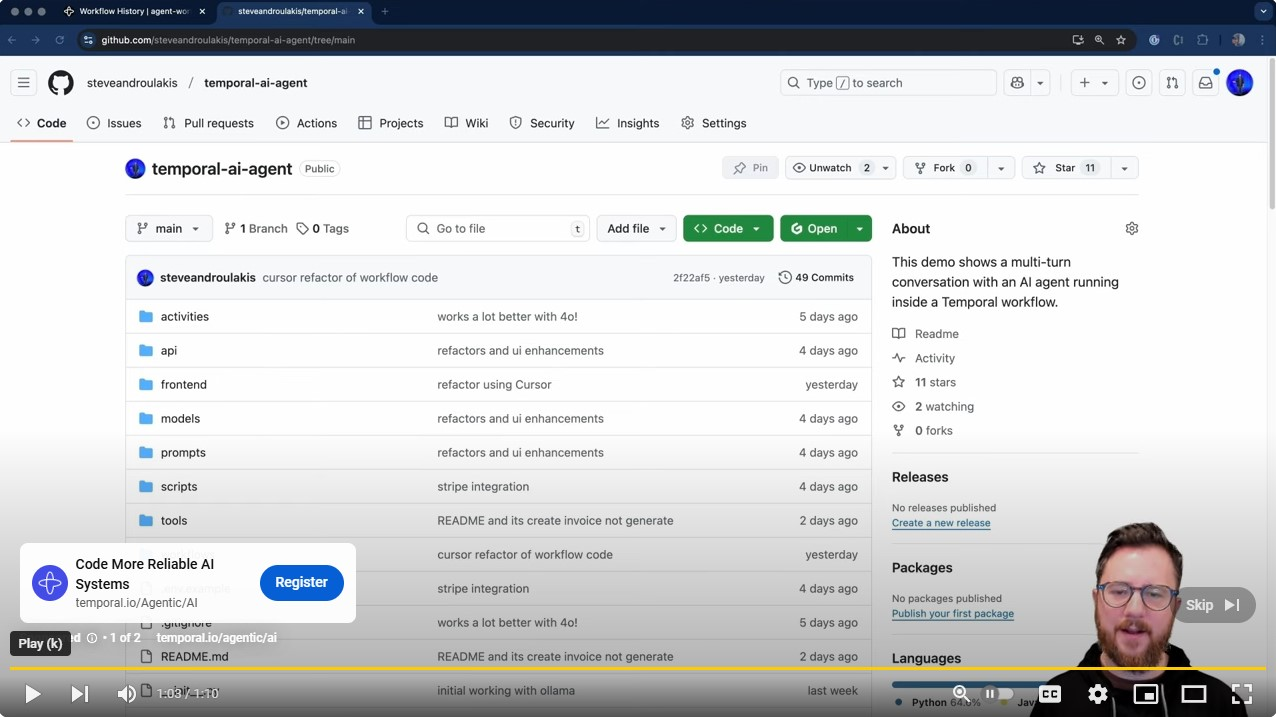 Workflow History | agent-wor
steveandroulakis/temporal-ai-
github.com/steveandroulakis/temporal-ai-agent/tree/main
steveandroulakis / temporal-ai-agent
Type / to search
Code Issues Pull requests Actions Projects Wiki Security Insights Settings
temporal-ai-agent Public
Pin Unwatch 2 Fork 0 Star 11
main 1 Branch 0 Tags Go to file t Add file Code Open
steveandroulakis cursor refactor of workflow code 2f22af5 · yesterday 49 Commits
activities works a lot better with 4o! 5 days ago
api refactors and ui enhancements 4 days ago
frontend refactor using Cursor yesterday
models refactors and ui enhancements 4 days ago
prompts refactors and ui enhancements 4 days ago
scripts stripe integration 4 days ago
tools README and its create invoice not generate 2 days ago
cursor refactor of workflow code yesterday
stripe integration 4 days ago
.gitignore works a lot better with 4o! 5 days ago
README.md README and its create invoice not generate 2 days ago
initial working with ollama last week
About
This demo shows a multi-turn
conversation with an AI agent running
inside a Temporal workflow.
Readme
Activity
11 stars
2 watching
0 forks
Releases
No releases published
Create a new release
Packages
No packages published
Publish your first package
Languages
Python
Code More Reliable AI
Systems
temporal.io/Agentic/AI
Register
Play (k)
1 of 2 temporal.io/agentic/ai
Skip
1:08 / 1:10
CC